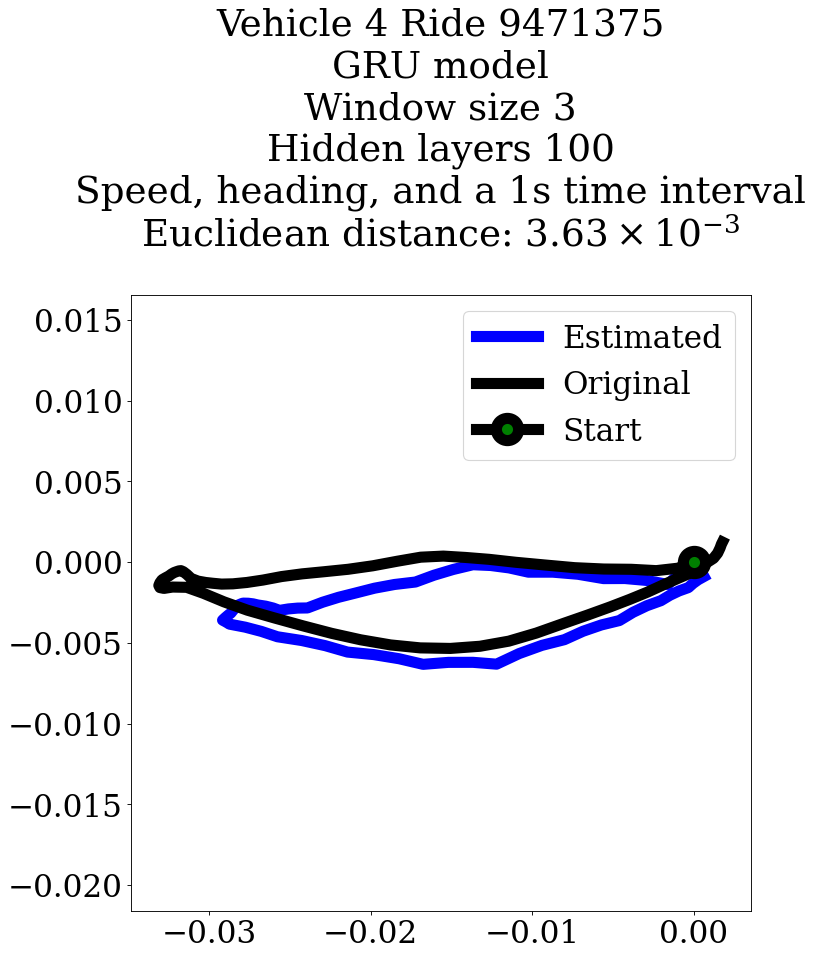 Vehicle 4 Ride 9471375
GRU model
Window size 3
Hidden layers 100
Speed, heading, and a 1s time interval
Euclidean distance: 3.63 × 10⁻³
Estimated
Original
Start
0.015
0.010
0.005
0.000
−0.005
−0.010
−0.015
−0.020
−0.03 −0.02 −0.01 0.00